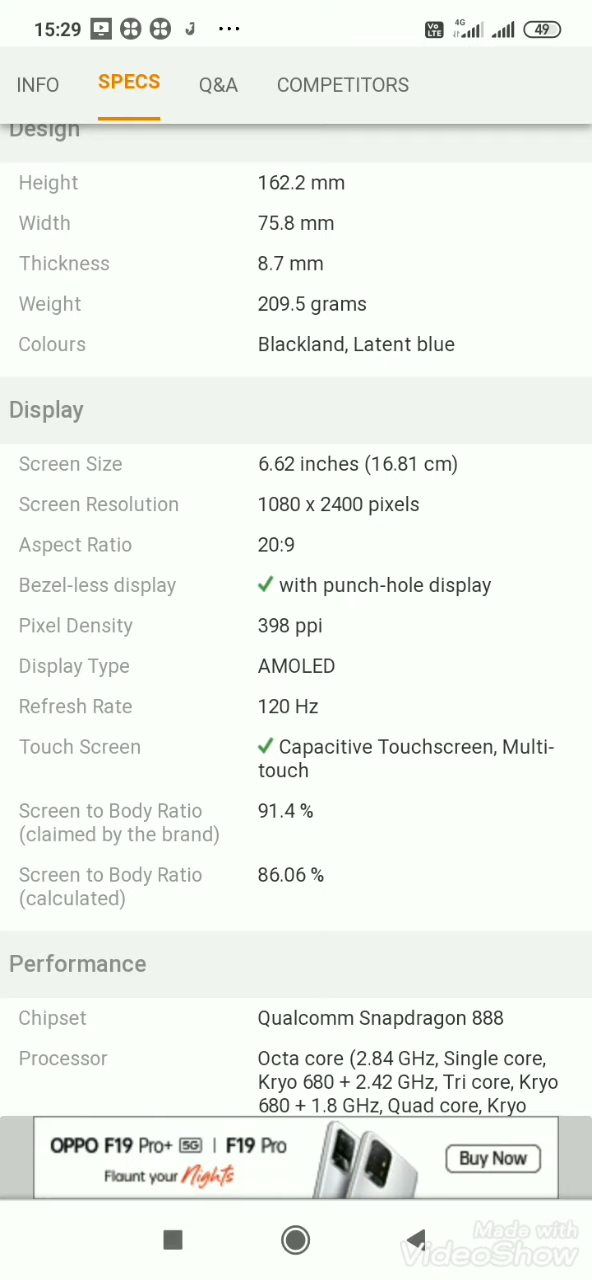 15:29 4G Vo LTE 49
INFO SPECS Q&A COMPETITORS
Design
Height 162.2 mm
Width 75.8 mm
Thickness 8.7 mm
Weight 209.5 grams
Colours Blackland, Latent blue
Display
Screen Size 6.62 inches (16.81 cm)
Screen Resolution 1080 x 2400 pixels
Aspect Ratio 20:9
Bezel-less display ✓ with punch-hole display
Pixel Density 398 ppi
Display Type AMOLED
Refresh Rate 120 Hz
Touch Screen ✓ Capacitive Touchscreen, Multi-
touch
Screen to Body Ratio 91.4 %
(claimed by the brand)
Screen to Body Ratio 86.06 %
(calculated)
Performance
Chipset Qualcomm Snapdragon 888
Processor Octa core (2.84 GHz, Single core,
Kryo 680 + 2.42 GHz, Tri core, Kryo
680 + 1.8 GHz, Quad core, Kryo
OPPO F19 Pro+ 5G | F19 Pro
Flaunt your Nights
Buy Now
Made with
VideoShow